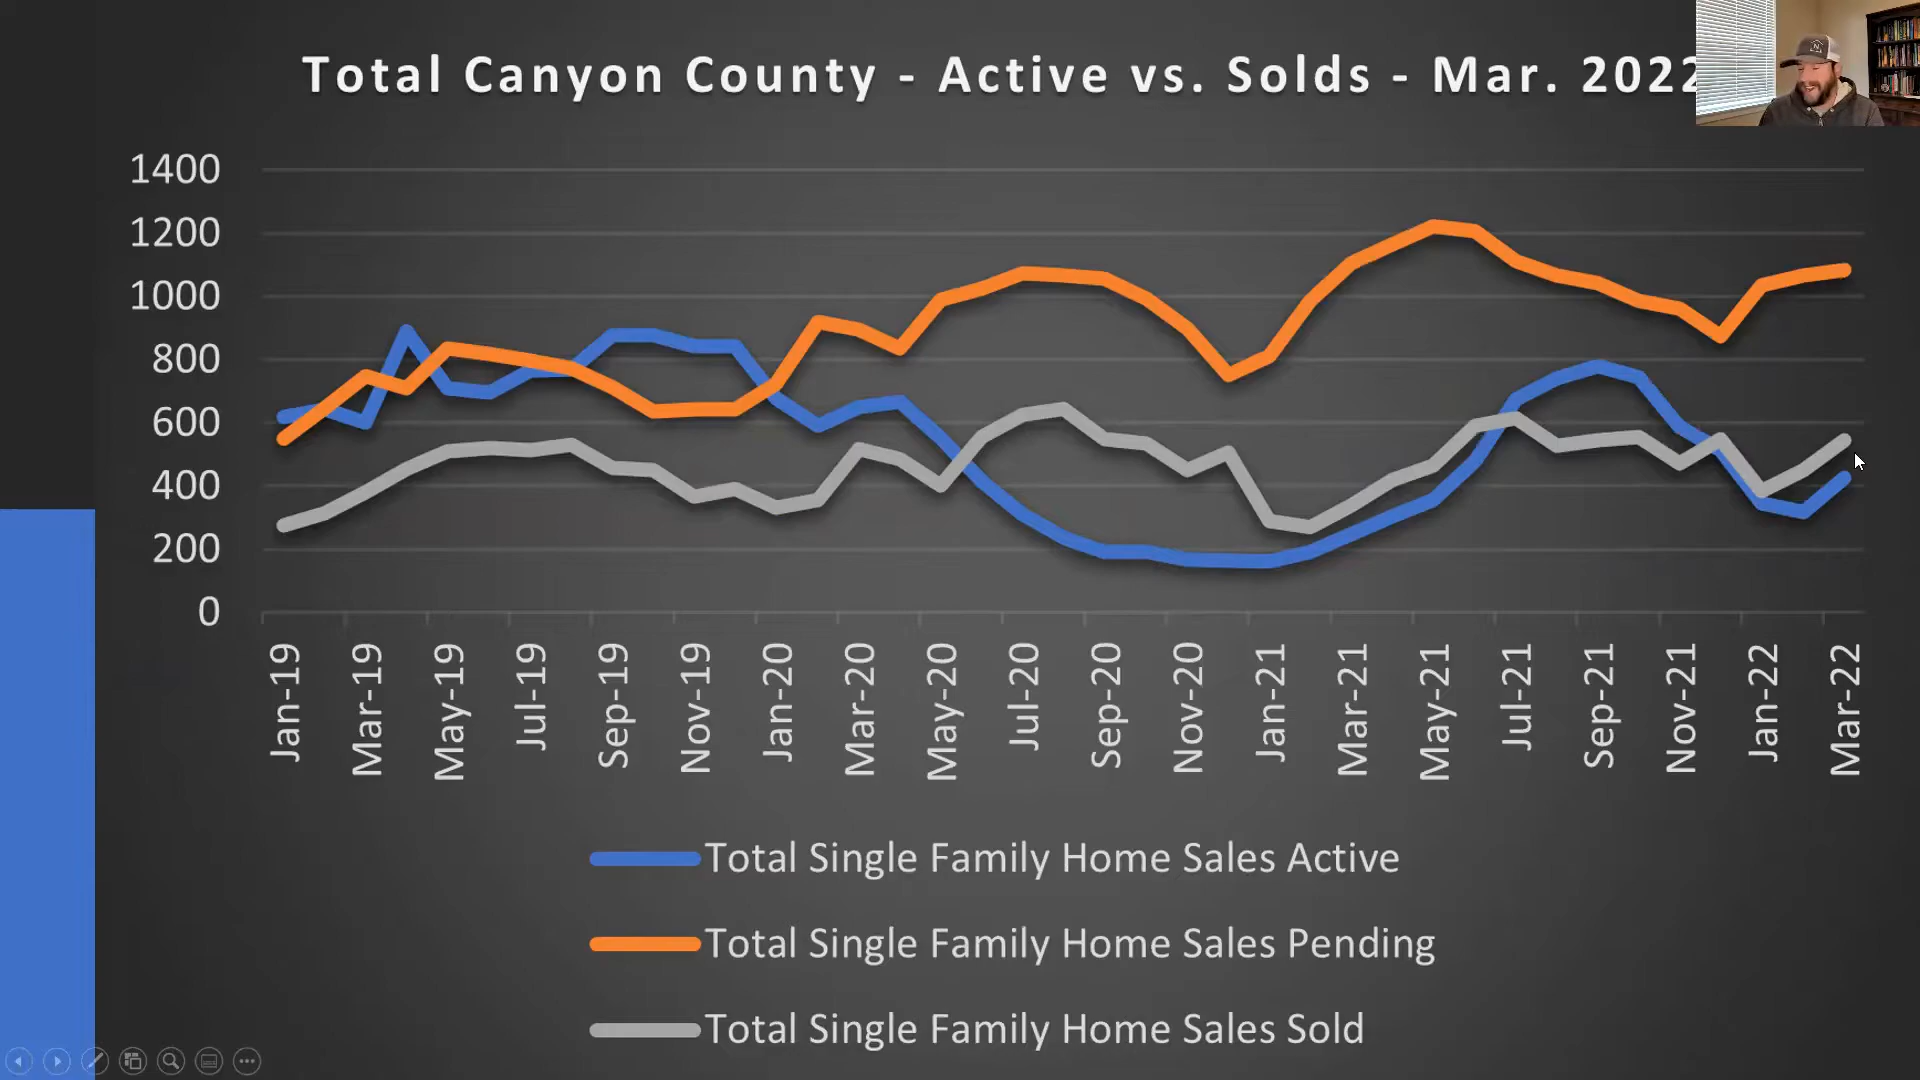 Total Canyon County - Active vs. Solds - Mar. 2022
1400
1200
1000
800
600
400
200
0
Jan-19
Mar-19
May-19
Jul-19
Sep-19
Nov-19
Jan-20
Mar-20
May-20
Jul-20
Sep-20
Nov-20
Jan-21
Mar-21
May-21
Jul-21
Sep-21
Nov-21
Jan-22
Mar-22
Total Single Family Home Sales Active
Total Single Family Home Sales Pending
Total Single Family Home Sales Sold